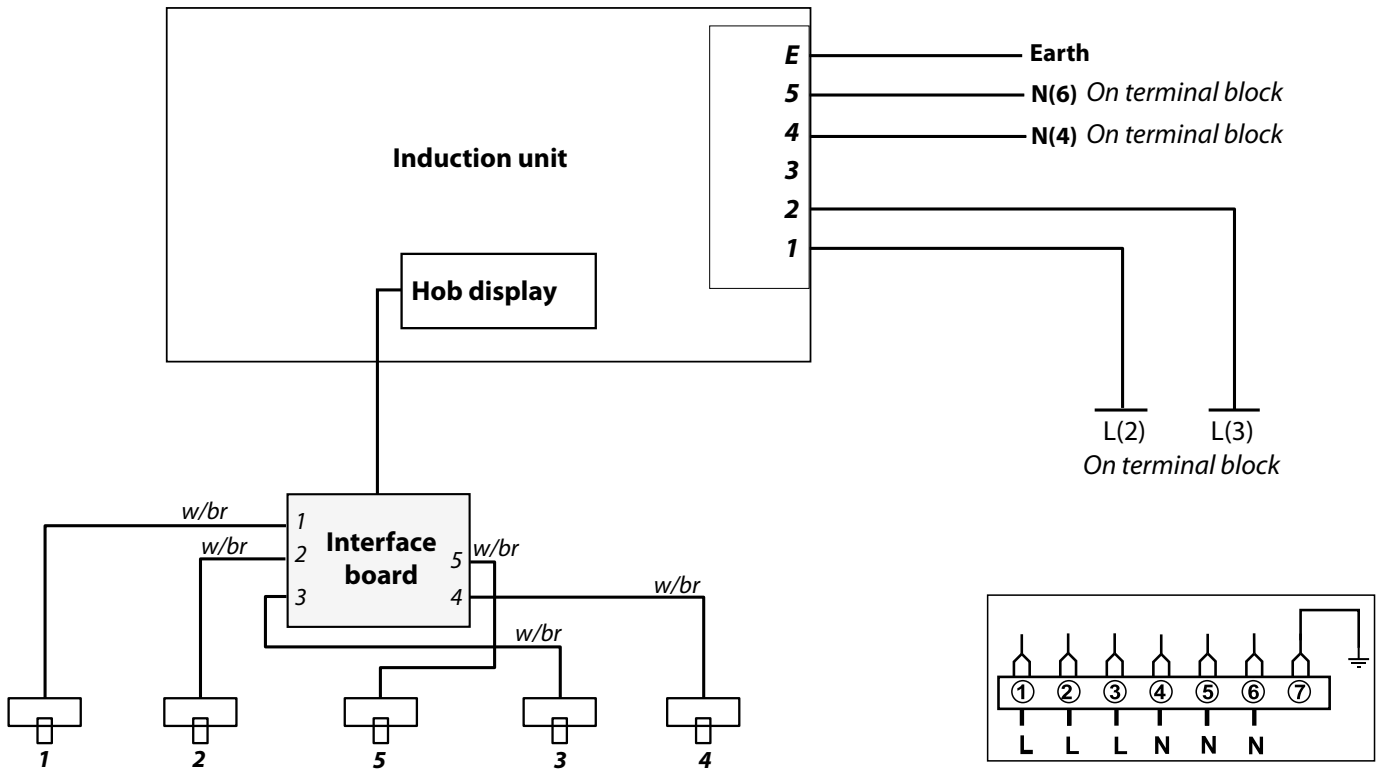 E
Earth
5
N(6) On terminal block
4
N(4) On terminal block
Induction unit
3
2
1
Hob display
L(2)
L(3)
On terminal block
w/br
1
w/br
2
Interface
board
5
w/br
3
4
w/br
w/br
1
2
5
3
4
1 2 3 4 5 6 7
L L L N N N